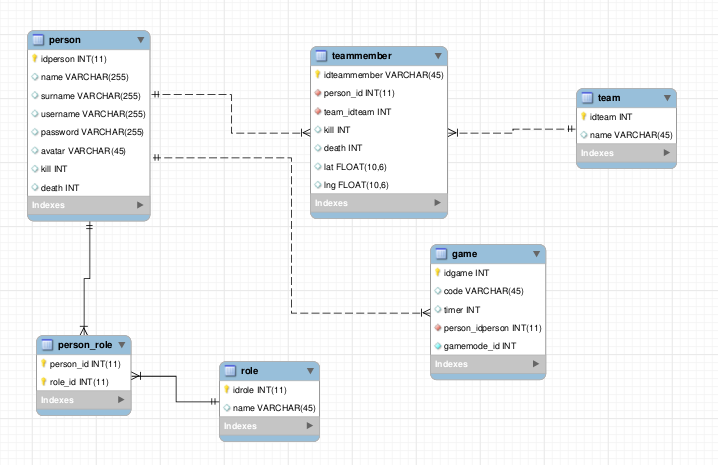 person
idperson INT(11)
name VARCHAR(255)
surname VARCHAR(255)
username VARCHAR(255)
password VARCHAR(255)
avatar VARCHAR(45)
kill INT
death INT
Indexes
teammember
idteammember VARCHAR(45)
person_id INT(11)
team_idteam INT
kill INT
death INT
lat FLOAT(10,6)
lng FLOAT(10,6)
Indexes
team
idteam INT
name VARCHAR(45)
Indexes
game
idgame INT
code VARCHAR(45)
timer INT
person_idperson INT(11)
gamemode_id INT
Indexes
person_role
person_id INT(11)
role_id INT(11)
Indexes
role
idrole INT(11)
name VARCHAR(45)
Indexes